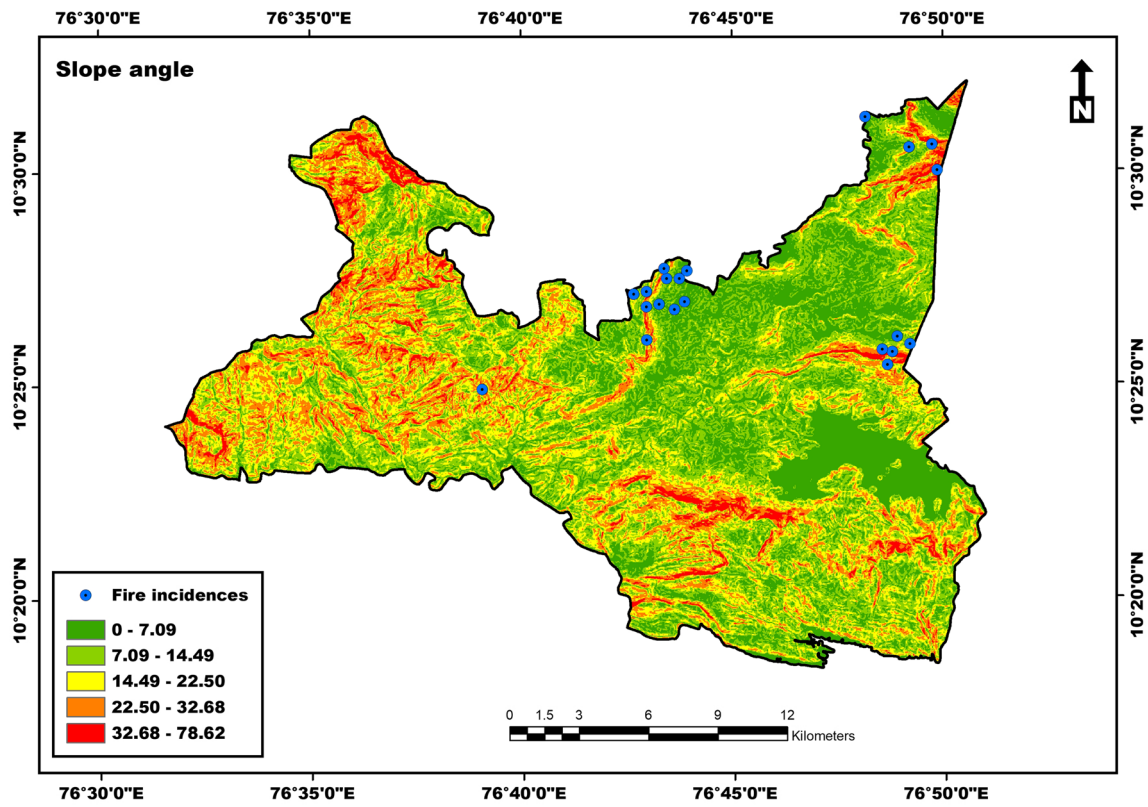 76°30'0"E 76°35'0"E 76°40'0"E 76°45'0"E 76°50'0"E
Slope angle
N
10°30'0"N 10°30'0"N
10°25'0"N 10°25'0"N
10°20'0"N 10°20'0"N
Fire incidences
0 - 7.09
7.09 - 14.49
14.49 - 22.50
22.50 - 32.68
32.68 - 78.62
0 1.5 3 6 9 12
Kilometers
76°30'0"E 76°35'0"E 76°40'0"E 76°45'0"E 76°50'0"E